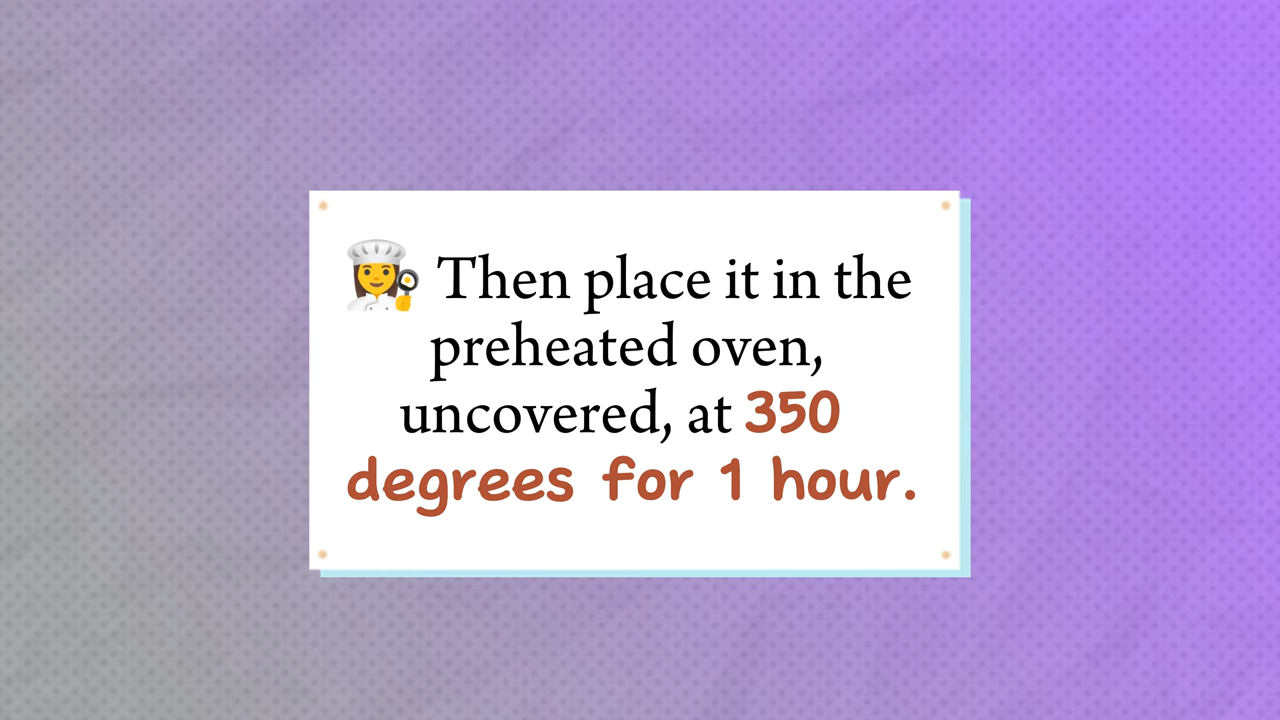 👩‍🍳 Then place it in the
preheated oven,
uncovered, at 350
degrees for 1 hour.